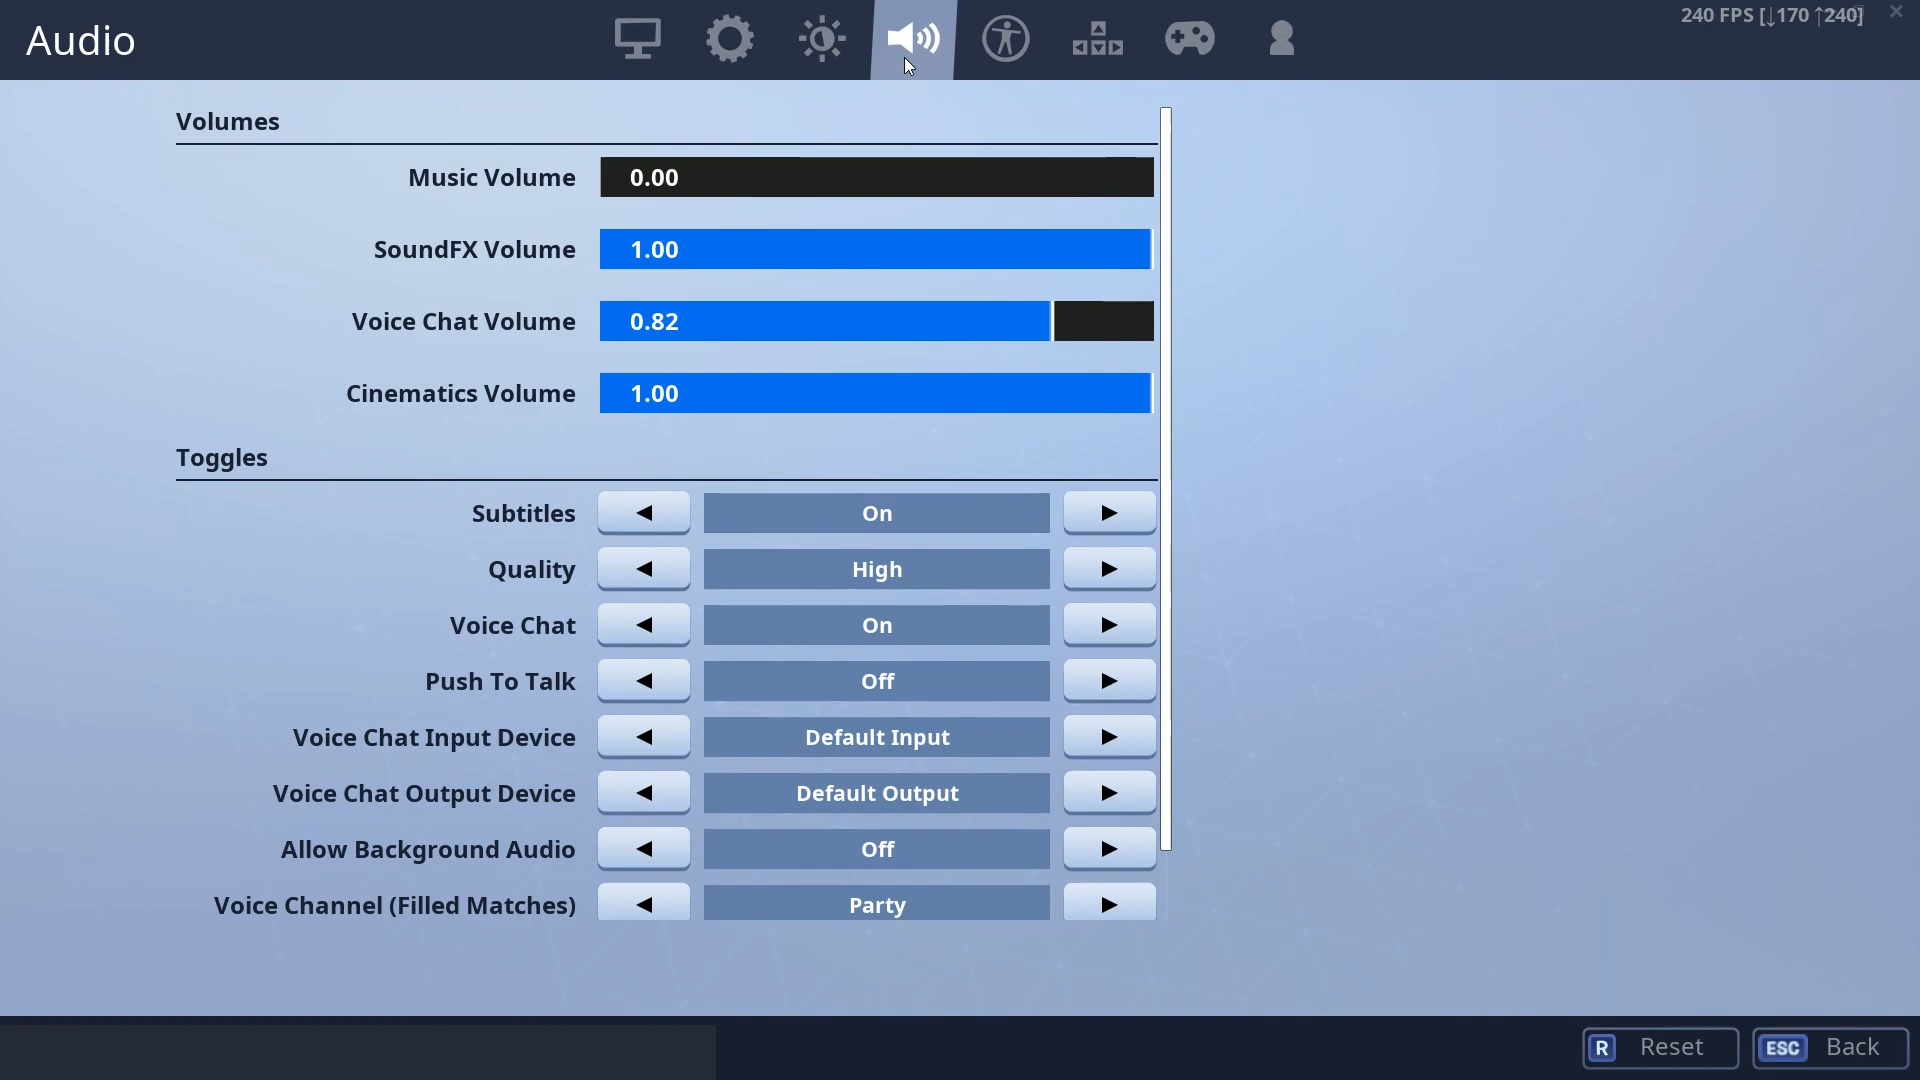 Audio
240 FPS [↓170 ↑240]
Volumes
Music Volume 0.00
SoundFX Volume 1.00
Voice Chat Volume 0.82
Cinematics Volume 1.00
Toggles
Subtitles On
Quality High
Voice Chat On
Push To Talk Off
Voice Chat Input Device Default Input
Voice Chat Output Device Default Output
Allow Background Audio Off
Voice Channel (Filled Matches) Party
R Reset ESC Back